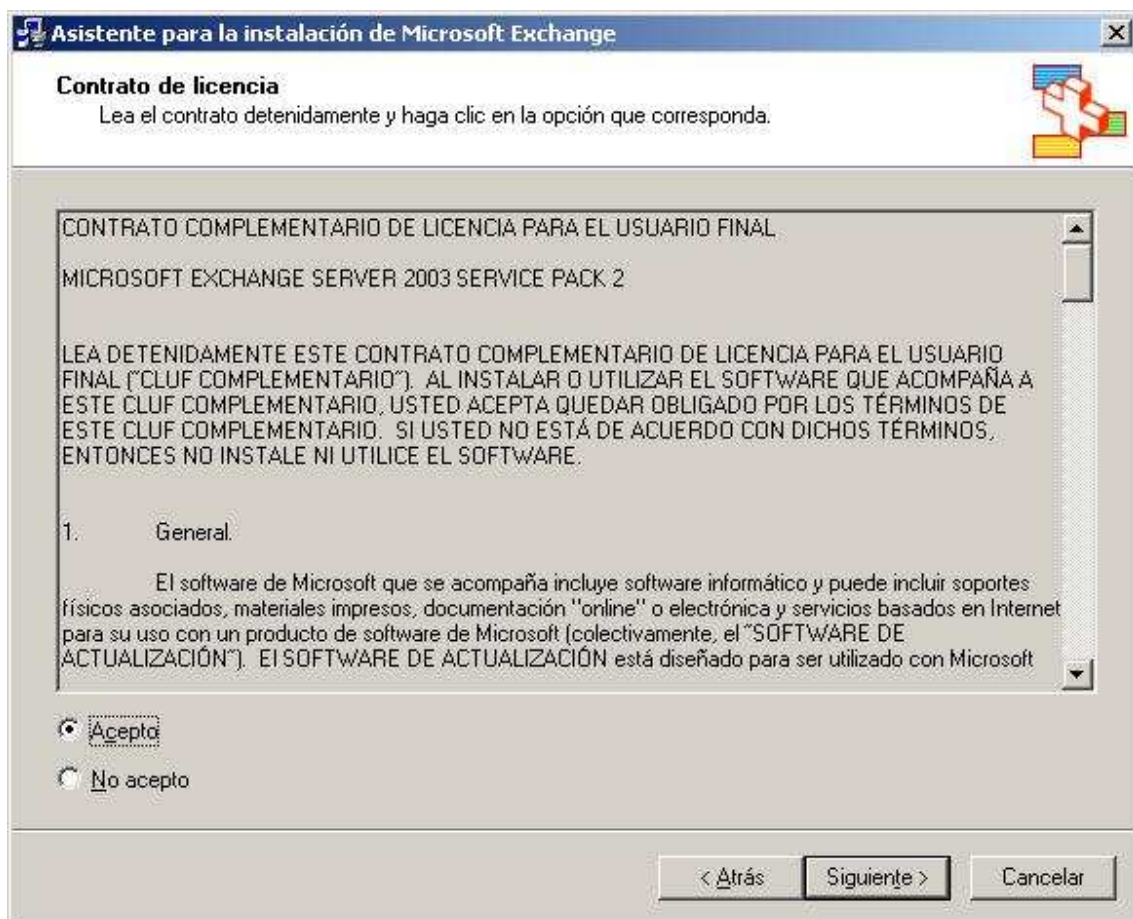 Asistente para la instalación de Microsoft Exchange
Contrato de licencia
Lea el contrato detenidamente y haga clic en la opción que corresponda.
CONTRATO COMPLEMENTARIO DE LICENCIA PARA EL USUARIO FINAL
MICROSOFT EXCHANGE SERVER 2003 SERVICE PACK 2
LEA DETENIDAMENTE ESTE CONTRATO COMPLEMENTARIO DE LICENCIA PARA EL USUARIO
FINAL ("CLUF COMPLEMENTARIO"). AL INSTALAR O UTILIZAR EL SOFTWARE QUE ACOMPAÑA A
ESTE CLUF COMPLEMENTARIO, USTED ACEPTA QUEDAR OBLIGADO POR LOS TÉRMINOS DE
ESTE CLUF COMPLEMENTARIO. SI USTED NO ESTÁ DE ACUERDO CON DICHOS TÉRMINOS,
ENTONCES NO INSTALE NI UTILICE EL SOFTWARE.
1. General.
El software de Microsoft que se acompaña incluye software informático y puede incluir soportes
físicos asociados, materiales impresos, documentación "online" o electrónica y servicios basados en Internet
para su uso con un producto de software de Microsoft (colectivamente, el "SOFTWARE DE
ACTUALIZACIÓN"). El SOFTWARE DE ACTUALIZACIÓN está diseñado para ser utilizado con Microsoft
Acepto
No acepto
< Atrás Siguiente > Cancelar